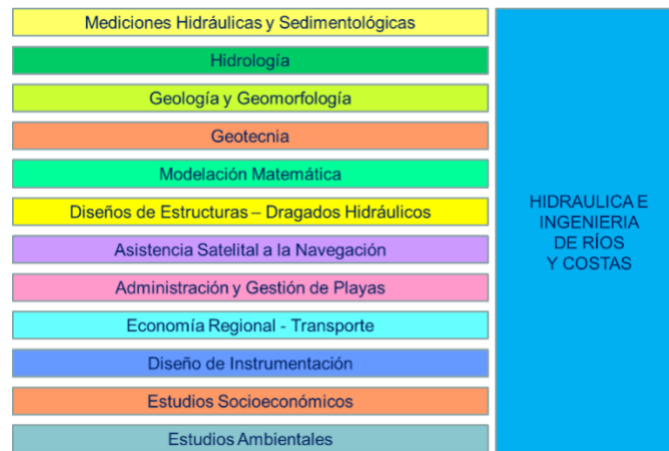 Mediciones Hidráulicas y Sedimentológicas
Hidrología
Geología y Geomorfología
Geotecnia
Modelación Matemática
Diseños de Estructuras – Dragados Hidráulicos
Asistencia Satelital a la Navegación
Administración y Gestión de Playas
Economía Regional - Transporte
Diseño de Instrumentación
Estudios Socioeconómicos
Estudios Ambientales
HIDRAULICA E
INGENIERIA
DE RÍOS
Y COSTAS